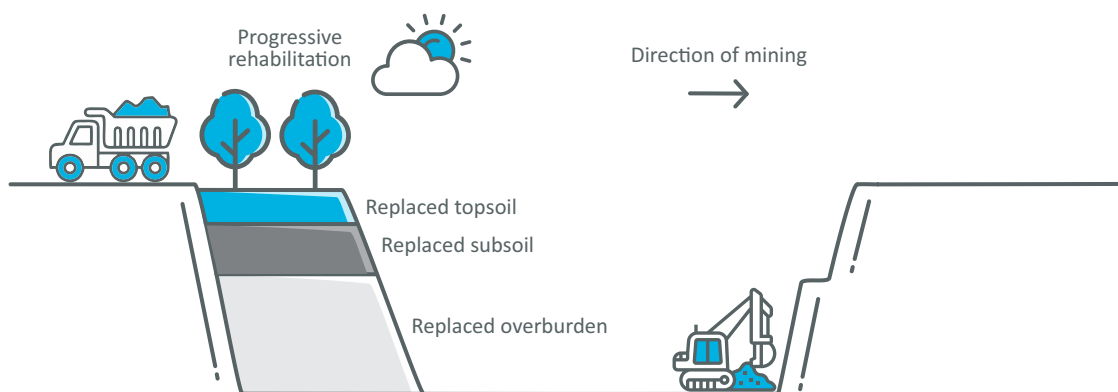 Progressive
rehabilitation
Direction of mining
Replaced topsoil
Replaced subsoil
Replaced overburden